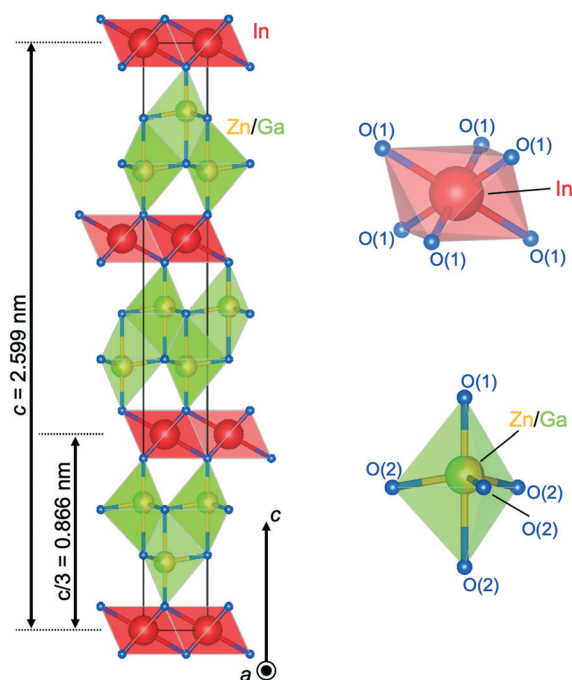 In
Zn/Ga
c = 2.599 nm
c/3 = 0.866 nm
c
a
O(1)
O(1)
O(1)
O(1)
In
O(1)
O(1)
O(1)
Zn/Ga
O(2)
O(2)
O(2)
O(2)